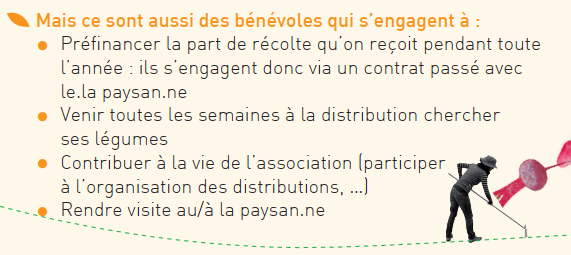 Mais ce sont aussi des bénévoles qui s'engagent à :
● Préfinancer la part de récolte qu'on reçoit pendant toute
l'année : ils s'engagent donc via un contrat passé avec
le.la paysan.ne
● Venir toutes les semaines à la distribution chercher
ses légumes
● Contribuer à la vie de l'association (participer
à l'organisation des distributions, ...)
● Rendre visite au/à la paysan.ne